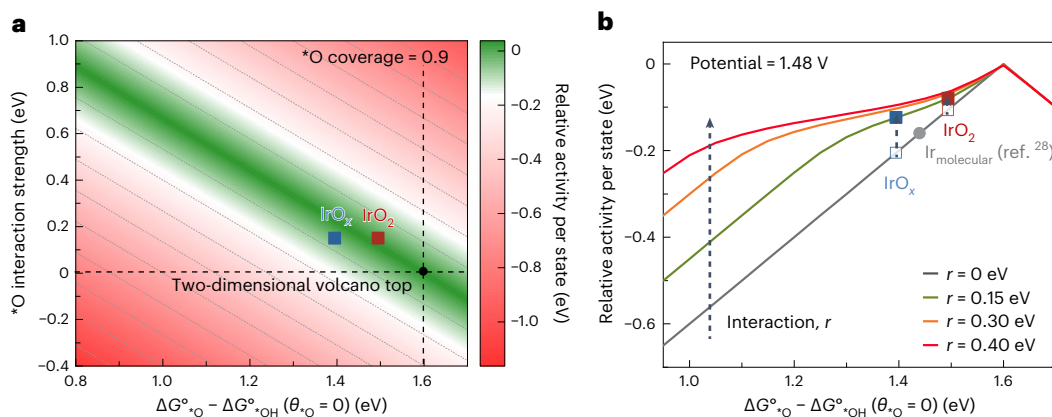 a
*O interaction strength (eV)
1.0
0.8
0.6
0.4
0.2
0
−0.2
−0.4
*O coverage = 0.9
IrOx
IrO2
Two-dimensional volcano top
0.8
1.0
1.2
1.4
1.6
ΔG°*O − ΔG°*OH (θ*O = 0) (eV)
0
−0.2
−0.4
−0.6
−0.8
−1.0
Relative activity per state (eV)
b
Relative activity per state (eV)
0
−0.2
−0.4
−0.6
Potential = 1.48 V
IrO2
Irmolecular (ref. 28)
IrOx
Interaction, r
r = 0 eV
r = 0.15 eV
r = 0.30 eV
r = 0.40 eV
1.0
1.2
1.4
1.6
ΔG°*O − ΔG°*OH (θ*O = 0) (eV)